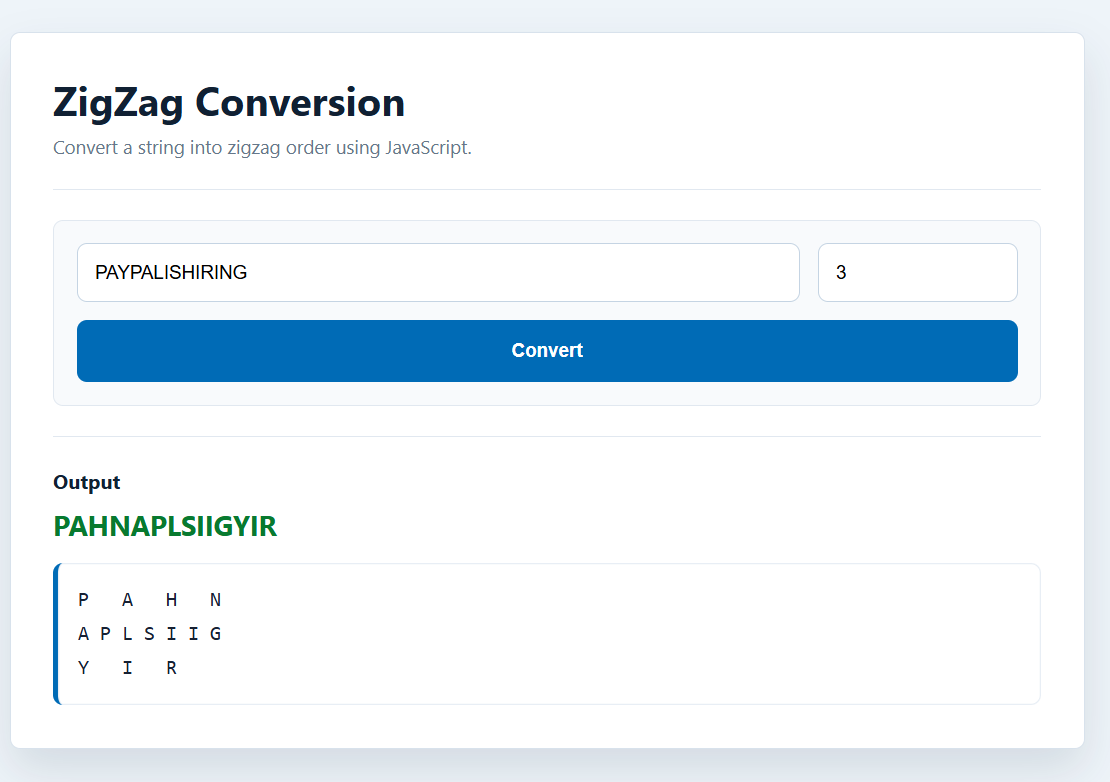 ZigZag Conversion
Convert a string into zigzag order using JavaScript.
PAYPALISHIRING 3
Convert
Output
PAHNAPLSIIGYIR
P   A   H   N
A P L S I I G
Y   I   R